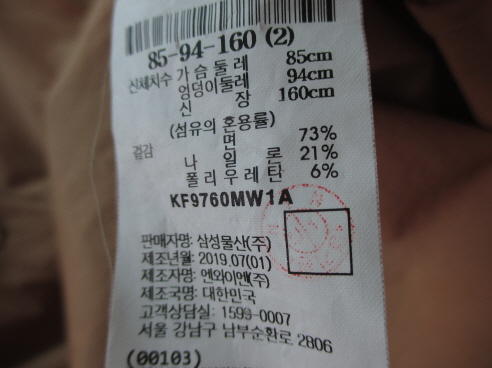 85-94-160 (2)
신체치수 가슴둘레 85cm
엉덩이둘레 94cm
신 장 160cm
(섬유의 혼용률)
겉감 면 73%
나 일 론 21%
폴리우레탄 6%
KF9760MW1A
판매자명: 삼성물산(주)
제조년월: 2019.07(01)
제조자명: 엔와이엔(주)
제조국명: 대한민국
고객상담실: 1599-0007
서울 강남구 남부순환로 2806
(00103)